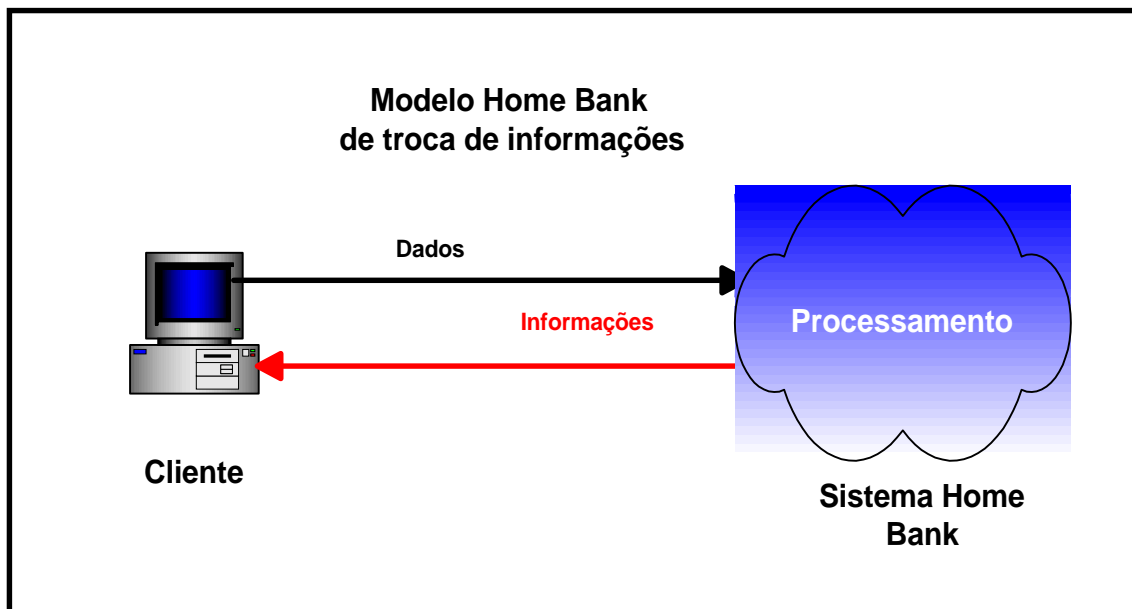 Modelo Home Bank
de troca de informações
Dados
Informações
Processamento
Cliente
Sistema Home
Bank